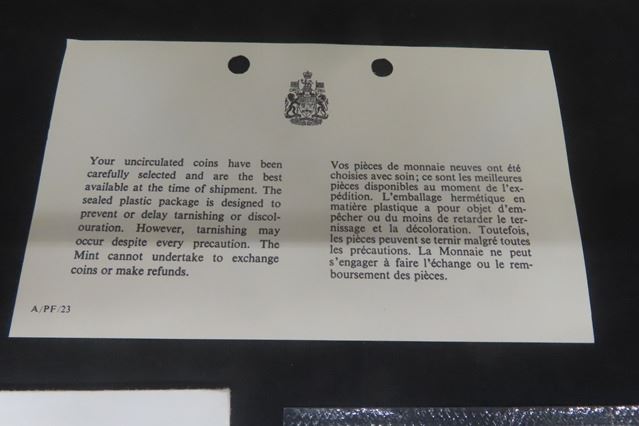 Your uncirculated coins have been
carefully selected and are the best
available at the time of shipment. The
sealed plastic package is designed to
prevent or delay tarnishing or discol-
ouration. However, tarnishing may
occur despite every precaution. The
Mint cannot undertake to exchange
coins or make refunds.
A/PF/23
Vos pièces de monnaie neuves ont été
choisies avec soin; ce sont les meilleures
pièces disponibles au moment de l'ex-
pédition. L'emballage hermétique en
matière plastique a pour objet d'em-
pêcher ou du moins de retarder le ter-
nissage et la décoloration. Toutefois,
les pièces peuvent se ternir malgré toutes
les précautions. La Monnaie ne peut
s'engager à faire l'échange ou le rem-
boursement des pièces.